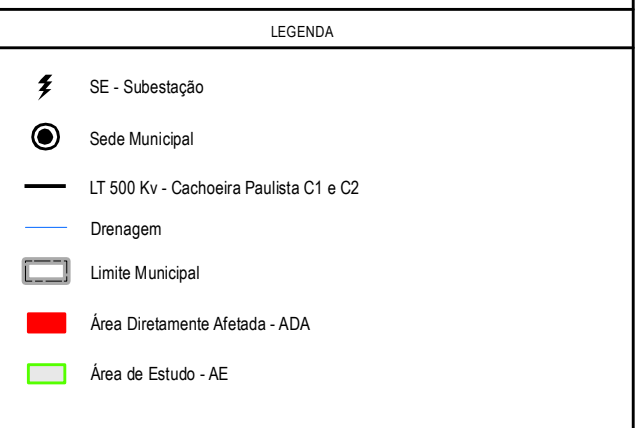 LEGENDA
SE - Subestação
Sede Municipal
LT 500 Kv - Cachoeira Paulista C1 e C2
Drenagem
Limite Municipal
Área Diretamente Afetada - ADA
Área de Estudo - AE